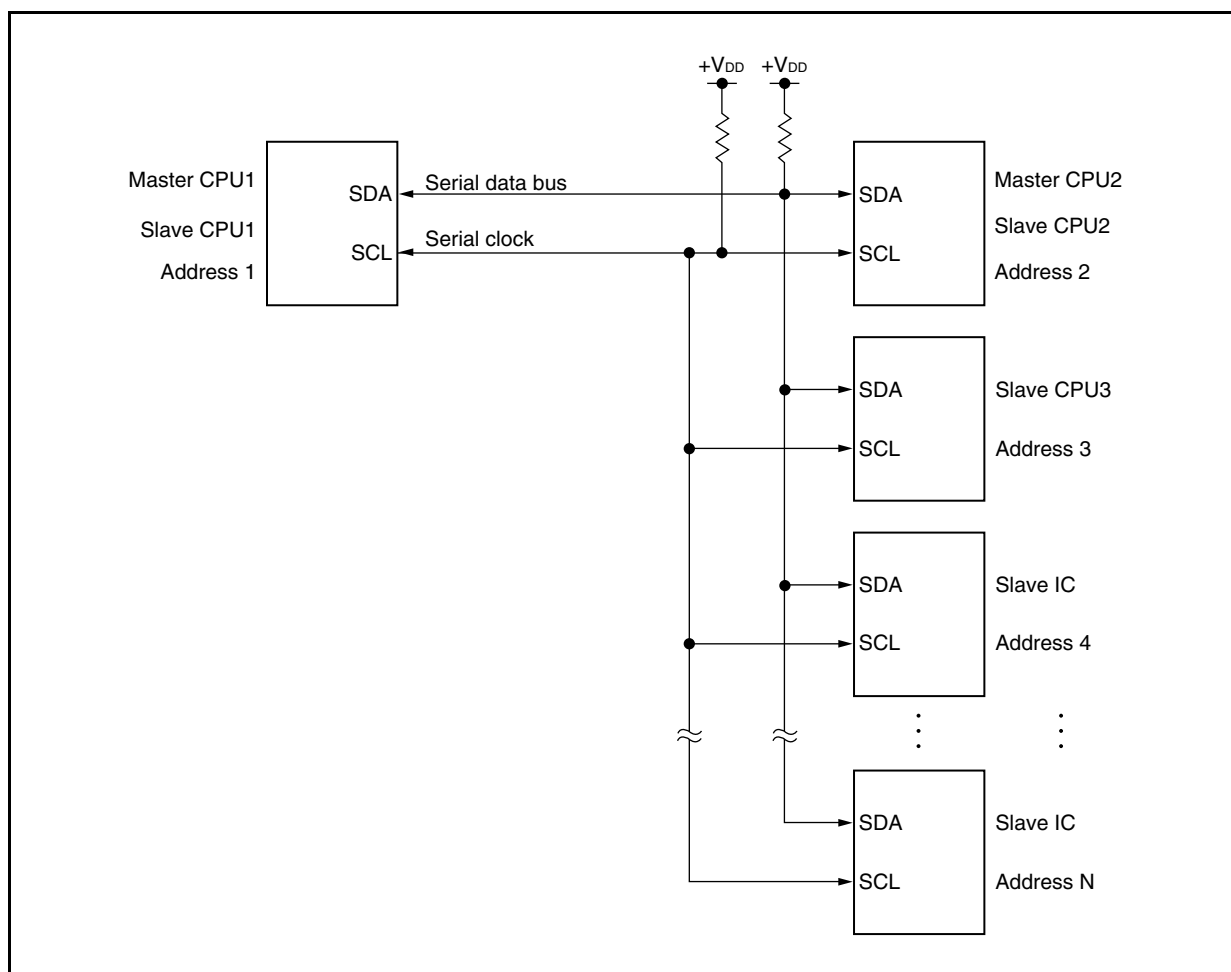 +VDD +VDD
Master CPU1
Slave CPU1
Address 1
SDA
SCL
Serial data bus
Serial clock
SDA
SCL
Master CPU2
Slave CPU2
Address 2
SDA
SCL
Slave CPU3
Address 3
SDA
SCL
Slave IC
Address 4
SDA
SCL
Slave IC
Address N